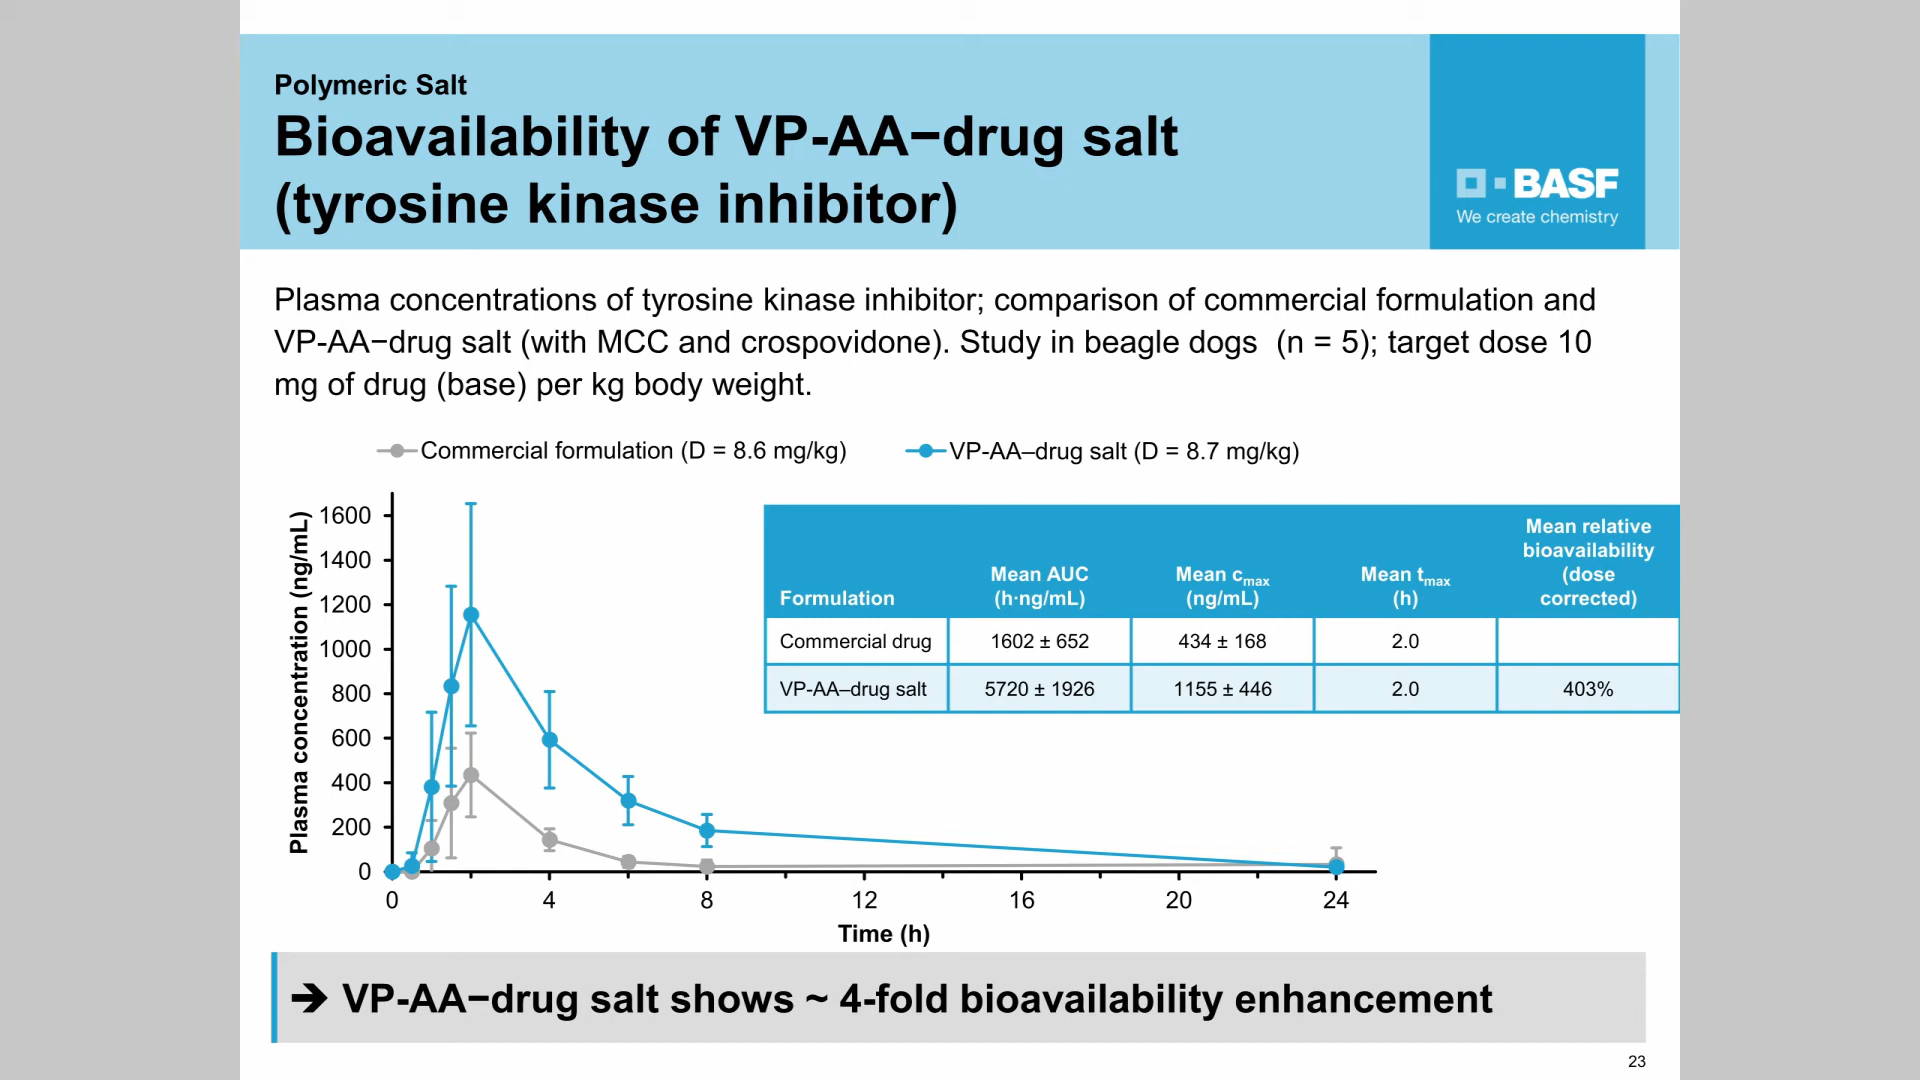 Polymeric Salt
Bioavailability of VP-AA−drug salt
(tyrosine kinase inhibitor)
BASF
We create chemistry
Plasma concentrations of tyrosine kinase inhibitor; comparison of commercial formulation and
VP-AA−drug salt (with MCC and crospovidone). Study in beagle dogs (n = 5); target dose 10
mg of drug (base) per kg body weight.
Commercial formulation (D = 8.6 mg/kg)
VP-AA–drug salt (D = 8.7 mg/kg)
Plasma concentration (ng/mL)
1600
1400
1200
1000
800
600
400
200
0
0 4 8 12 16 20 24
Time (h)
Formulation
Mean AUC
(h·ng/mL)
Mean cmax
(ng/mL)
Mean tmax
(h)
Mean relative
bioavailability
(dose
corrected)
Commercial drug 1602 ± 652 434 ± 168 2.0
VP-AA–drug salt 5720 ± 1926 1155 ± 446 2.0 403%
➔ VP-AA−drug salt shows ~ 4-fold bioavailability enhancement
23